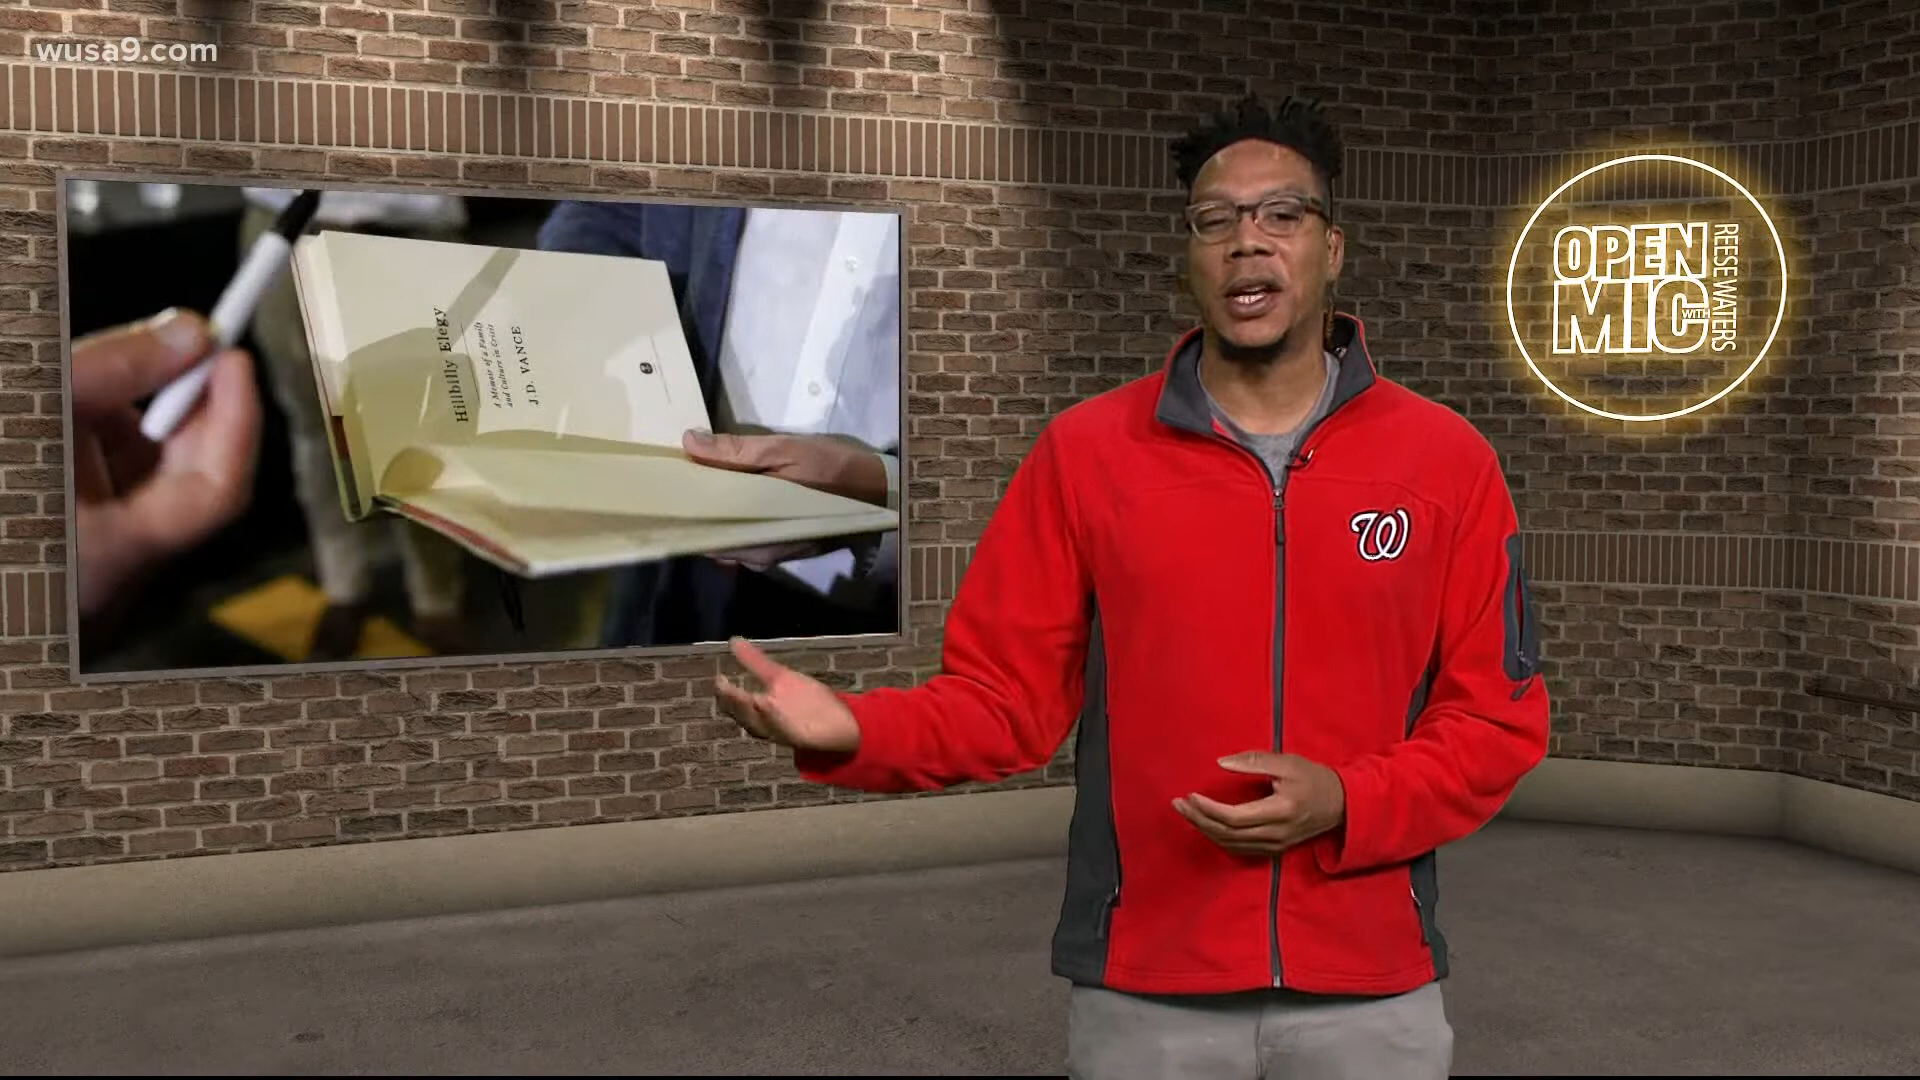 wusa9.com
Hillbilly Elegy
A Memoir of a Family
and Culture in Crisis
J.D. VANCE
OPEN
MIC
WITH
REESE WATERS
W